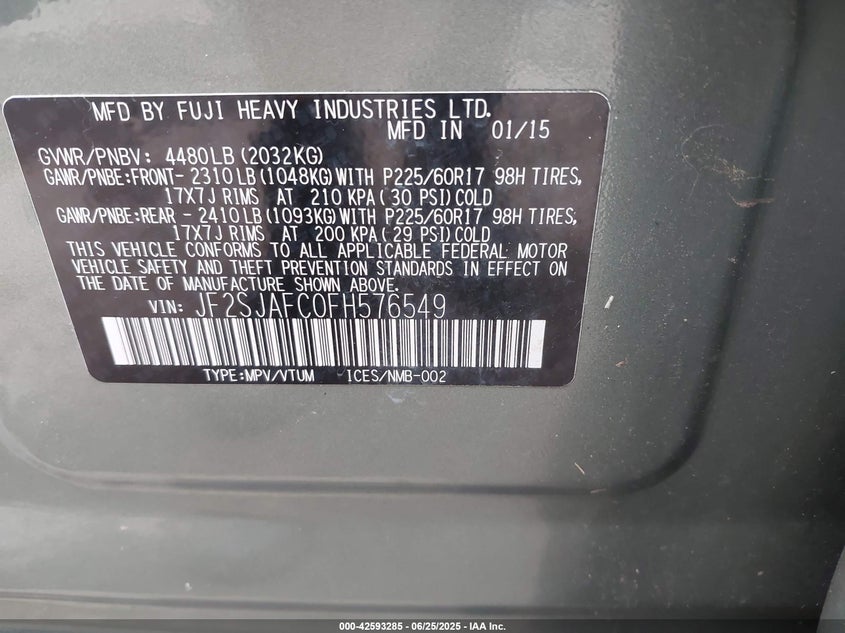 MFD BY FUJI HEAVY INDUSTRIES LTD.
MFD IN 01/15
GVWR/PNBV: 4480LB (2032KG)
GAWR/PNBE:FRONT- 2310LB (1048KG) WITH P225/60R17 98H TIRES,
17X7J RIMS AT 210 KPA( 30 PSI) COLD
GAWR/PNBE:REAR - 2410LB (1093KG) WITH P225/60R17 98H TIRES,
17X7J RIMS AT 200 KPA( 29 PSI) COLD
THIS VEHICLE CONFORMS TO ALL APPLICABLE FEDERAL MOTOR
VEHICLE SAFETY AND THEFT PREVENTION STANDARDS IN EFFECT ON
THE DATE OF MANUFACTURE SHOWN ABOVE.
VIN: JF2SJAFC0FH576549
TYPE:MPV/VTUM ICES/NMB-002
000-42593285 - 06/25/2025 - IAA Inc.